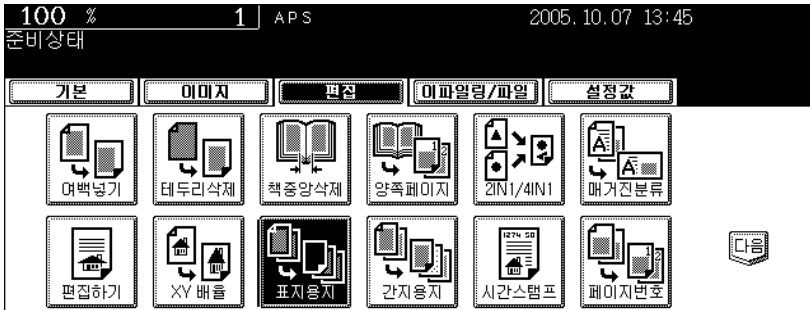 100 % 1 APS 2005.10.07 13:45
준비상태
기본 이미지 편집 이파일링/파일 설정값
여백넣기 테두리삭제 책중앙삭제 양쪽페이지 2IN1/4IN1 매거진분류
다음
편집하기 XY 배율 표지용지 간지용지 시간스탬프 페이지번호